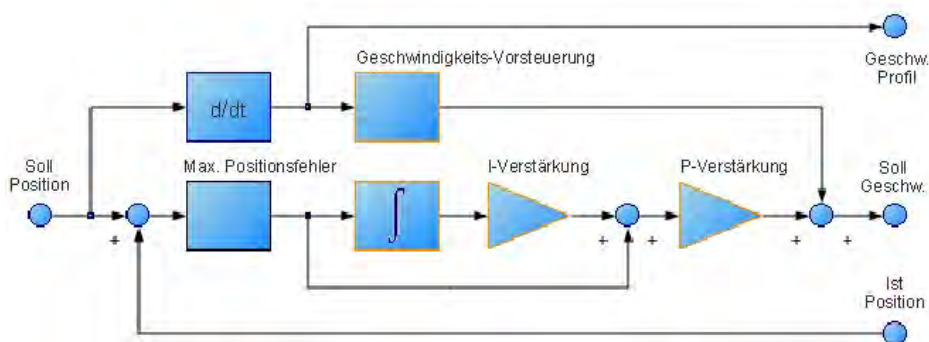 Geschwindigkeits-Vorsteuerung
Geschw.
Profil
d/dt
Soll
Position
Max. Positionsfehler
I-Verstärkung
P-Verstärkung
Soll
Geschw.
∫
+
+
+
+
+
Ist
Position